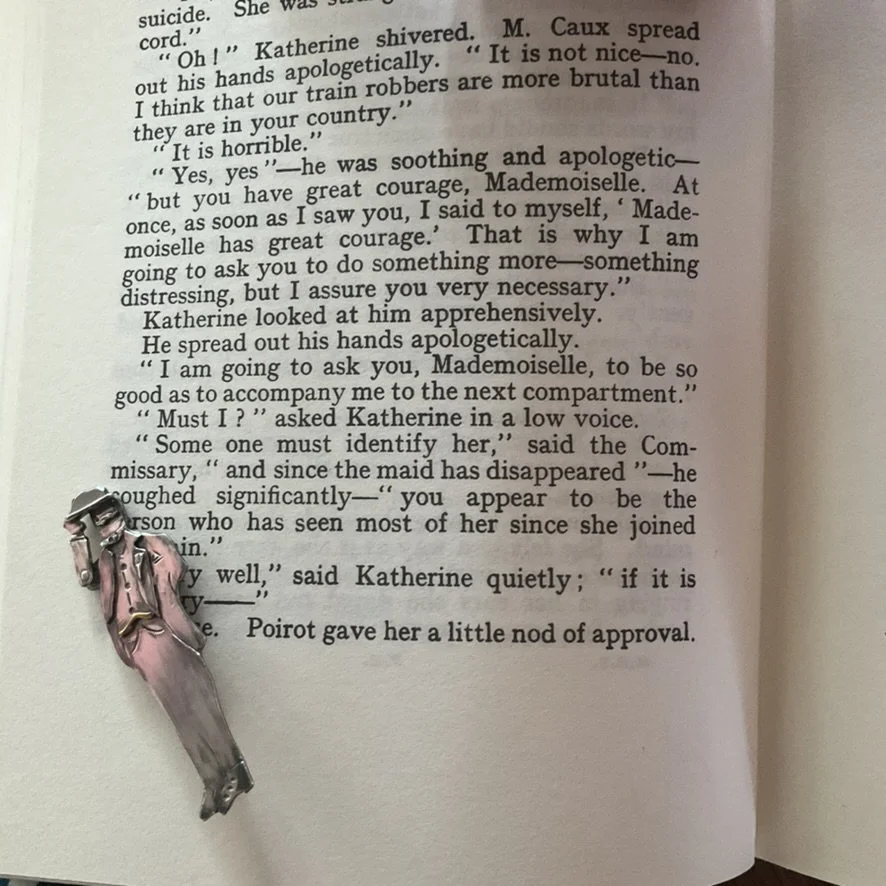 suicide. She was
cord.”
“ Oh ! ” Katherine shivered. M. Caux spread
out his hands apologetically. “ It is not nice—no.
I think that our train robbers are more brutal than
they are in your country.”
“ It is horrible.”
“ Yes, yes ”—he was soothing and apologetic—
“ but you have great courage, Mademoiselle. At
once, as soon as I saw you, I said to myself, ‘ Made-
moiselle has great courage.’ That is why I am
going to ask you to do something more—something
distressing, but I assure you very necessary.”
Katherine looked at him apprehensively.
He spread out his hands apologetically.
“ I am going to ask you, Mademoiselle, to be so
good as to accompany me to the next compartment.”
“ Must I ? ” asked Katherine in a low voice.
“ Some one must identify her,” said the Com-
missary, “ and since the maid has disappeared ”—he
coughed significantly—“ you appear to be the
who has seen most of her since she joined
in.”
well,” said Katherine quietly ; “ if it is
——”
Poirot gave her a little nod of approval.